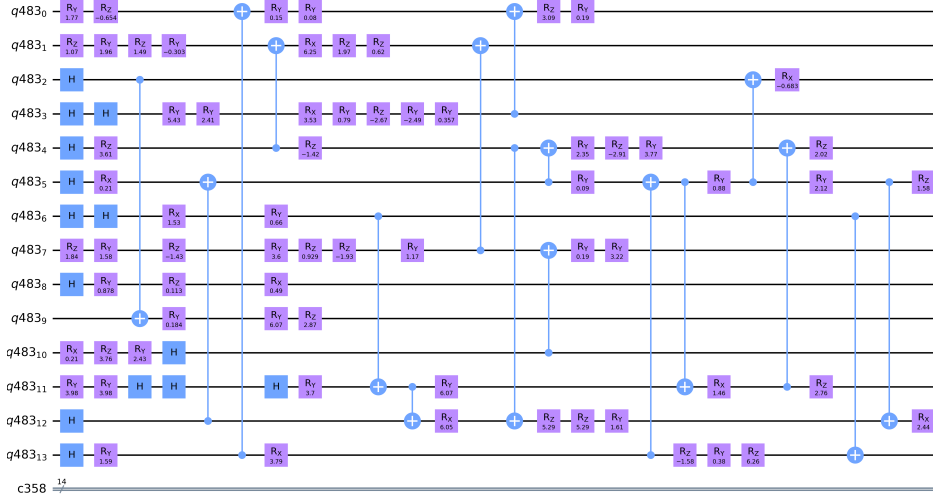 q483₀ R_Y 1.77 R_Z −0.654 R_Y 0.15 R_Y 0.08 R_Z 3.09 R_Y 0.19
q483₁ R_Z 1.07 R_Y 1.96 R_Z 1.49 R_Y −0.303 R_X 6.25 R_Z 1.97 R_Z 0.62
q483₂ H R_X −0.683
q483₃ H H R_Y 5.43 R_Y 2.41 R_X 3.53 R_Y 0.79 R_Z −2.67 R_Y −2.49 R_Y 0.357
q483₄ H R_Z 3.61 R_Z −1.42 R_Y 2.35 R_Z −2.91 R_Y 3.77 R_Z 2.02
q483₅ H R_X 0.21 R_Y 0.09 R_Y 0.88 R_Y 2.12 R_Z 1.58
q483₆ H H R_X 1.53 R_Y 0.66
q483₇ R_Z 1.84 R_Y 1.58 R_Z −1.43 R_Y 3.6 R_Z 0.929 R_Z −1.93 R_Y 1.17 R_Y 0.19 R_Y 3.22
q483₈ H R_Y 0.878 R_Z 0.113 R_X 0.49
q483₉ R_Y 0.184 R_Y 6.07 R_Z 2.87
q483₁₀ R_X 0.21 R_Z 3.76 R_Y 2.43 H
q483₁₁ R_Y 3.98 R_Y 3.98 H H H R_Y 3.7 R_Y 6.07 R_X 1.46 R_Z 2.76
q483₁₂ H R_X 6.05 R_Z 5.29 R_Z 5.29 R_Y 1.61 R_X 2.44
q483₁₃ H R_Y 1.59 R_X 3.79 R_Z −1.58 R_Y 0.38 R_Z 6.26
c358 14